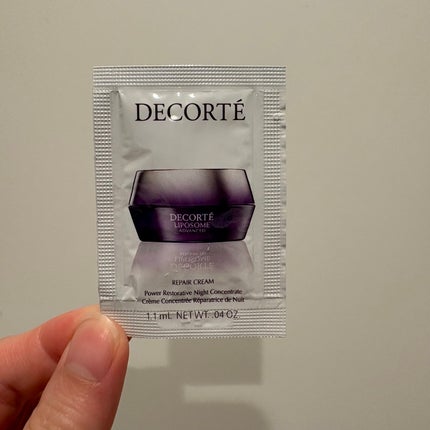 DECORTÉ
DECORTÉ
LIPOSOME
ADVANCED
REPAIR CREAM
Power Restorative Night Concentrate
Crème Concentrée Réparatrice de Nuit
1.1 mL NET WT. .04 OZ.